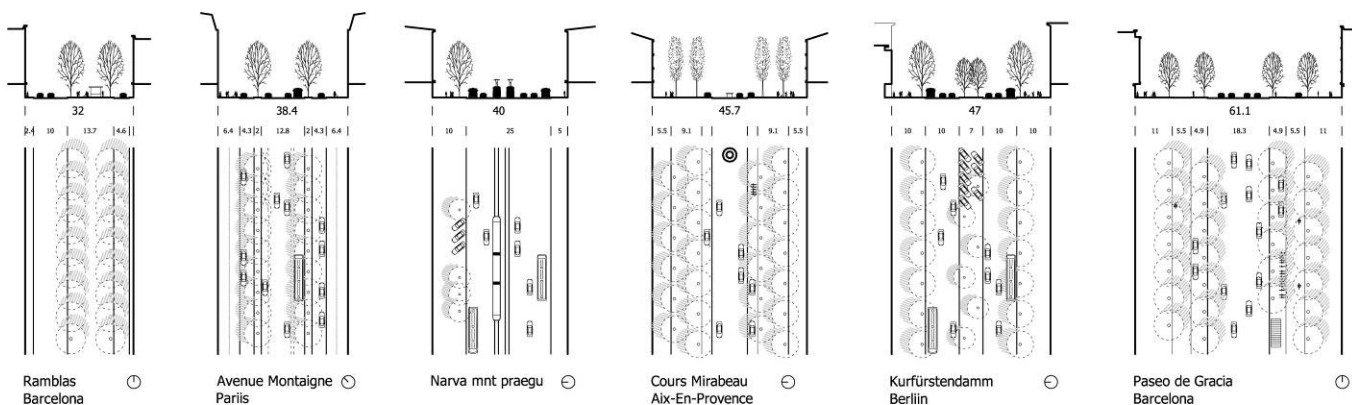 32
38.4
40
45.7
47
61.1
2.4 10 13.7 4.6
6.4 4.3 2 12.8 2 4.3 6.4
10 25 5
5.5 9.1 9.1 5.5
10 10 7 10 10
11 5.5 4.9 18.3 4.9 5.5 11
Ramblas
Barcelona
Avenue Montaigne
Pariis
Narva mnt praegu
Cours Mirabeau
Aix-En-Provence
Kurfürstendamm
Berliin
Paseo de Gracia
Barcelona